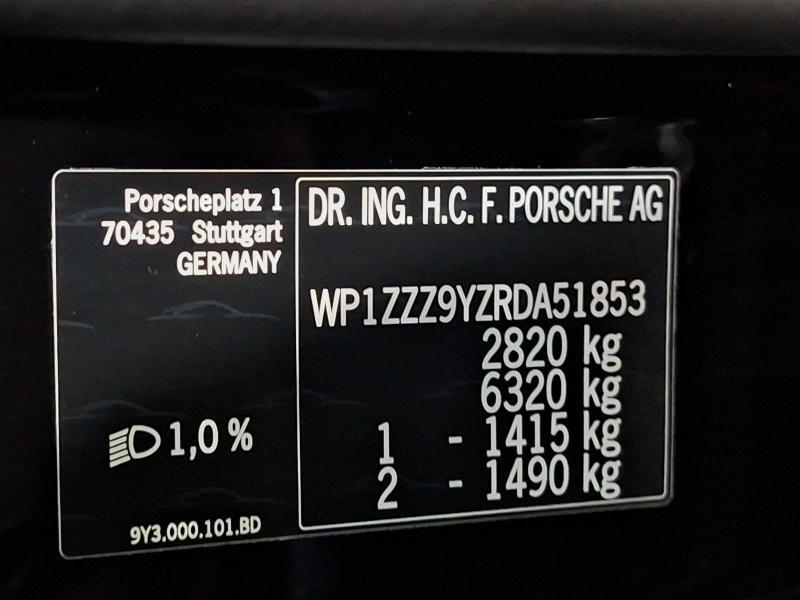 Porscheplatz 1
70435 Stuttgart
GERMANY
1,0 %
9Y3.000.101.BD
DR. ING. H.C. F. PORSCHE AG
WP1ZZZ9YZRDA51853
2820 kg
6320 kg
1 - 1415 kg
2 - 1490 kg